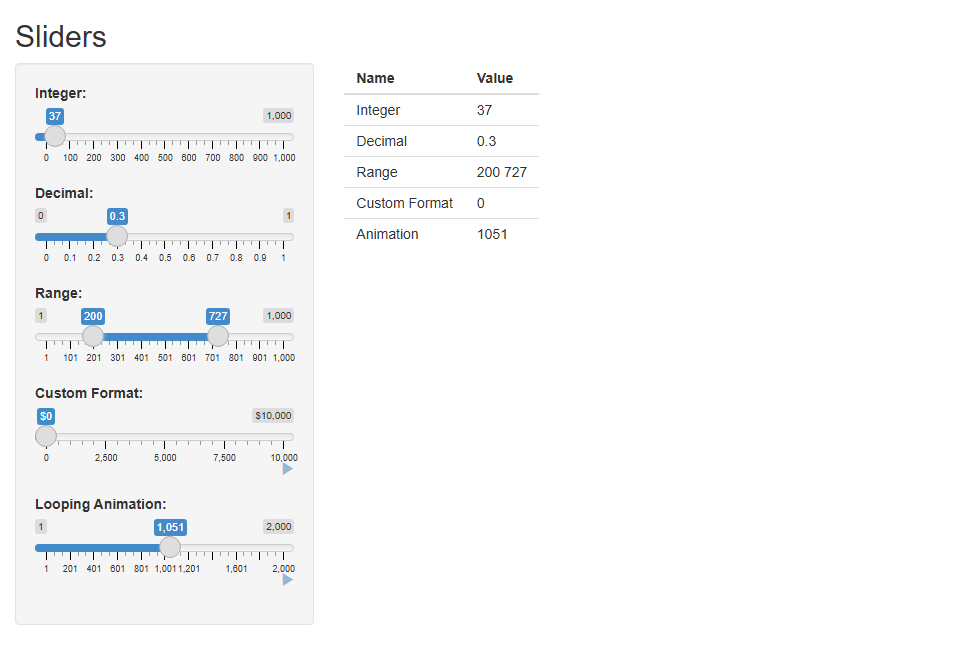 Sliders
Integer:
37 1,000
0 100 200 300 400 500 600 700 800 900 1,000
Decimal:
0 0.3 1
0 0.1 0.2 0.3 0.4 0.5 0.6 0.7 0.8 0.9 1
Range:
1 200 727 1,000
1 101 201 301 401 501 601 701 801 901 1,000
Custom Format:
$0 $10,000
0 2,500 5,000 7,500 10,000
Looping Animation:
1 1,051 2,000
1 201 401 601 801 1,001 1,201 1,601 2,000
Name Value
Integer 37
Decimal 0.3
Range 200 727
Custom Format 0
Animation 1051